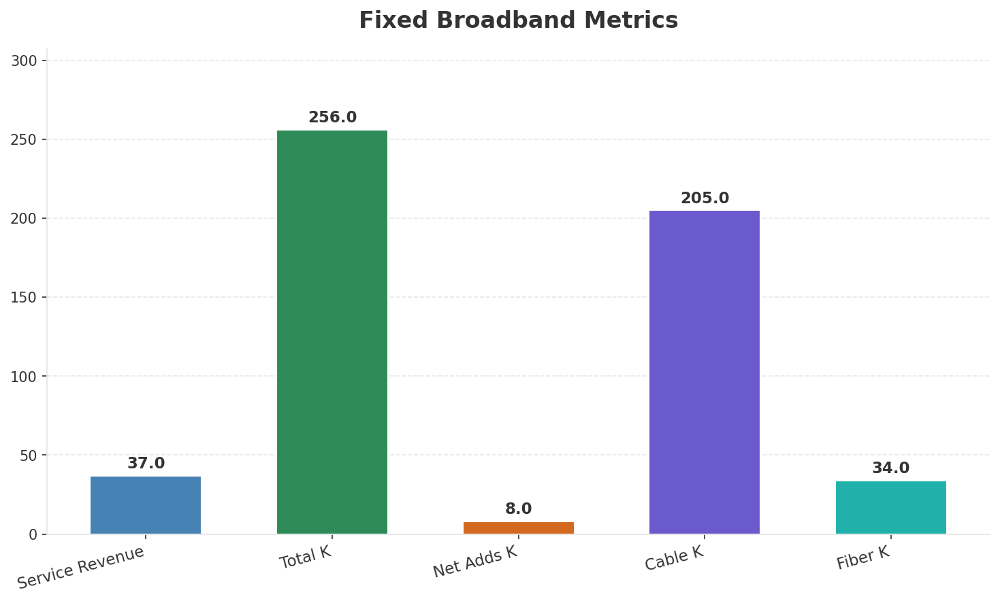 Fixed Broadband Metrics
300
250
200
150
100
50
0
37.0
256.0
8.0
205.0
34.0
Service Revenue
Total K
Net Adds K
Cable K
Fiber K